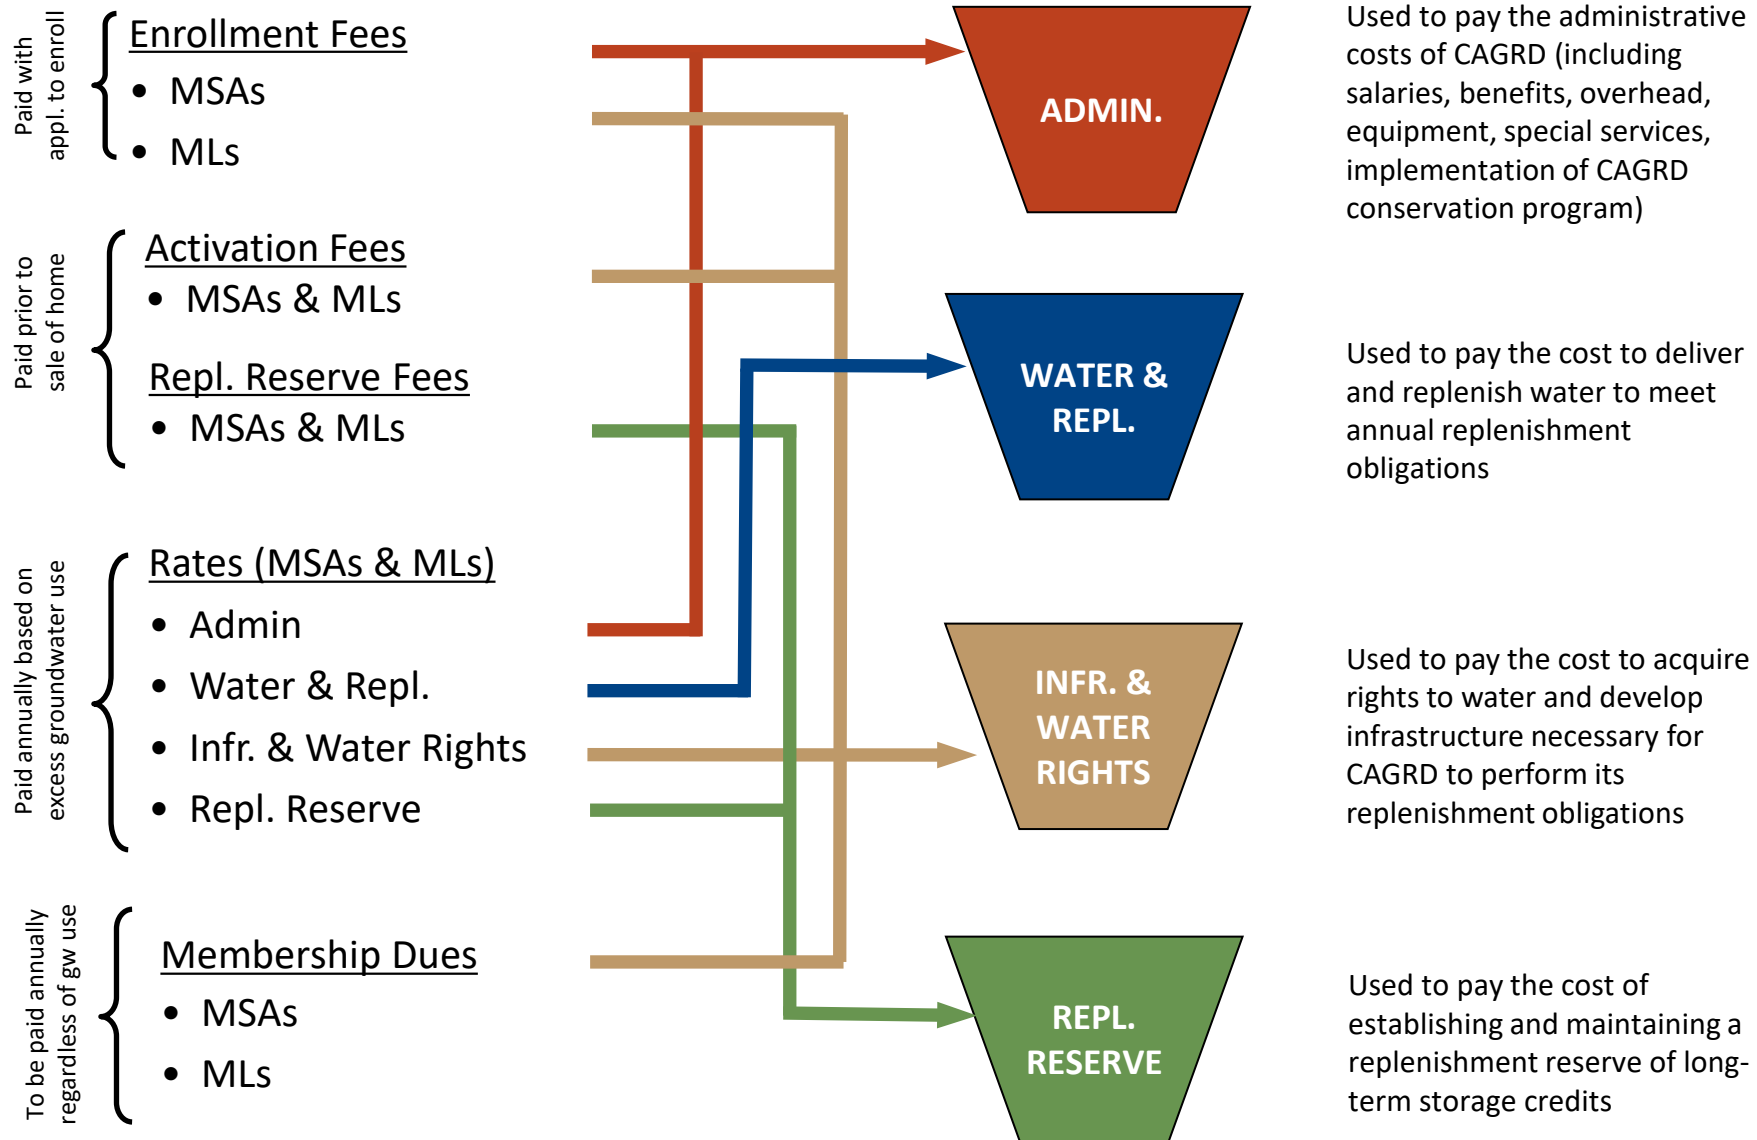 Paid with
appl. to enroll
Enrollment Fees
• MSAs
• MLs
Paid prior to
sale of home
Activation Fees
• MSAs & MLs
Repl. Reserve Fees
• MSAs & MLs
Paid annually based on
excess groundwater use
Rates (MSAs & MLs)
• Admin
• Water & Repl.
• Infr. & Water Rights
• Repl. Reserve
To be paid annually
regardless of gw use
Membership Dues
• MSAs
• MLs
ADMIN.
Used to pay the administrative
costs of CAGRD (including
salaries, benefits, overhead,
equipment, special services,
implementation of CAGRD
conservation program)
WATER &
REPL.
Used to pay the cost to deliver
and replenish water to meet
annual replenishment
obligations
INFR. &
WATER
RIGHTS
Used to pay the cost to acquire
rights to water and develop
infrastructure necessary for
CAGRD to perform its
replenishment obligations
REPL.
RESERVE
Used to pay the cost of
establishing and maintaining a
replenishment reserve of long-
term storage credits